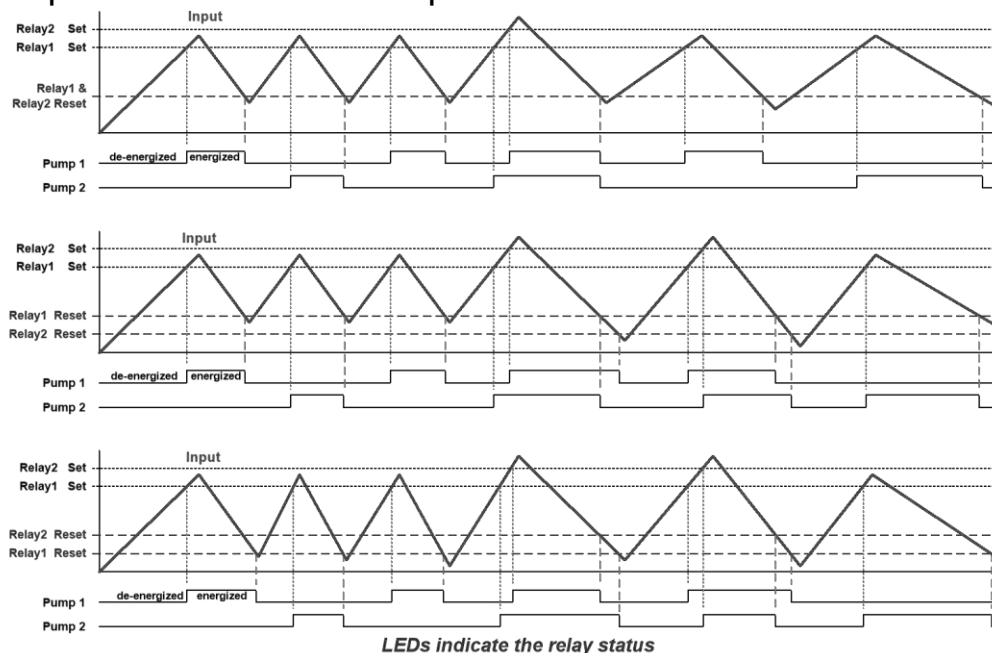 Input
Relay2 Set
Relay1 Set
Relay1 &
Relay2 Reset
de-energized energized
Pump 1
Pump 2
Input
Relay2 Set
Relay1 Set
Relay1 Reset
Relay2 Reset
de-energized energized
Pump 1
Pump 2
Input
Relay2 Set
Relay1 Set
Relay2 Reset
Relay1 Reset
de-energized energized
Pump 1
Pump 2
LEDs indicate the relay status